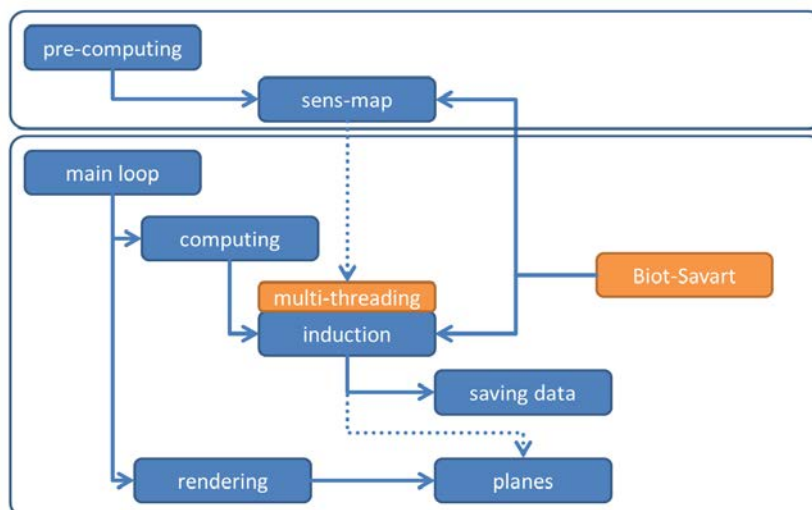 pre-computing
sens-map
main loop
computing
Biot-Savart
multi-threading
induction
saving data
rendering
planes